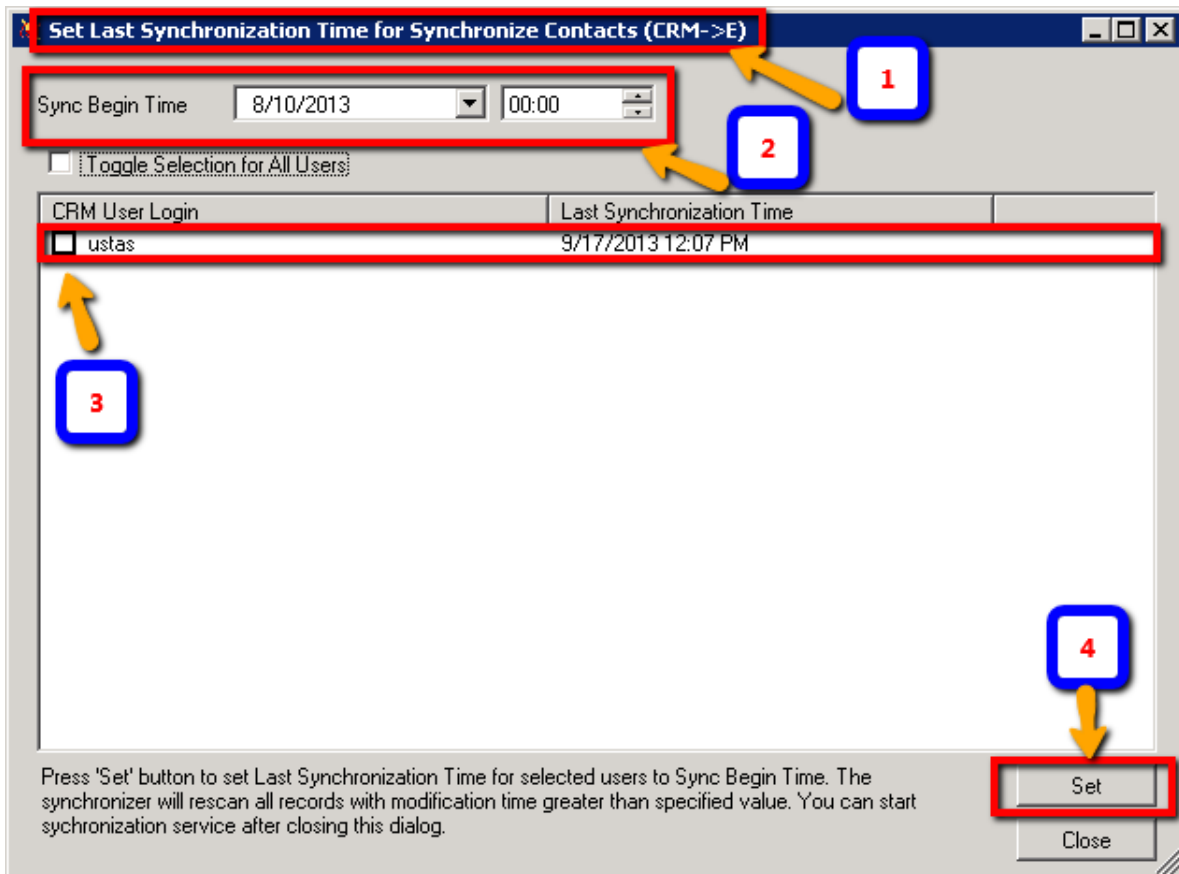 Set Last Synchronization Time for Synchronize Contacts (CRM->E)
1
Sync Begin Time 8/10/2013 00:00
2
Toggle Selection for All Users
CRM User Login Last Synchronization Time
ustas 9/17/2013 12:07 PM
3
4
Press 'Set' button to set Last Synchronization Time for selected users to Sync Begin Time. The
synchronizer will rescan all records with modification time greater than specified value. You can start
sychronization service after closing this dialog.
Set
Close